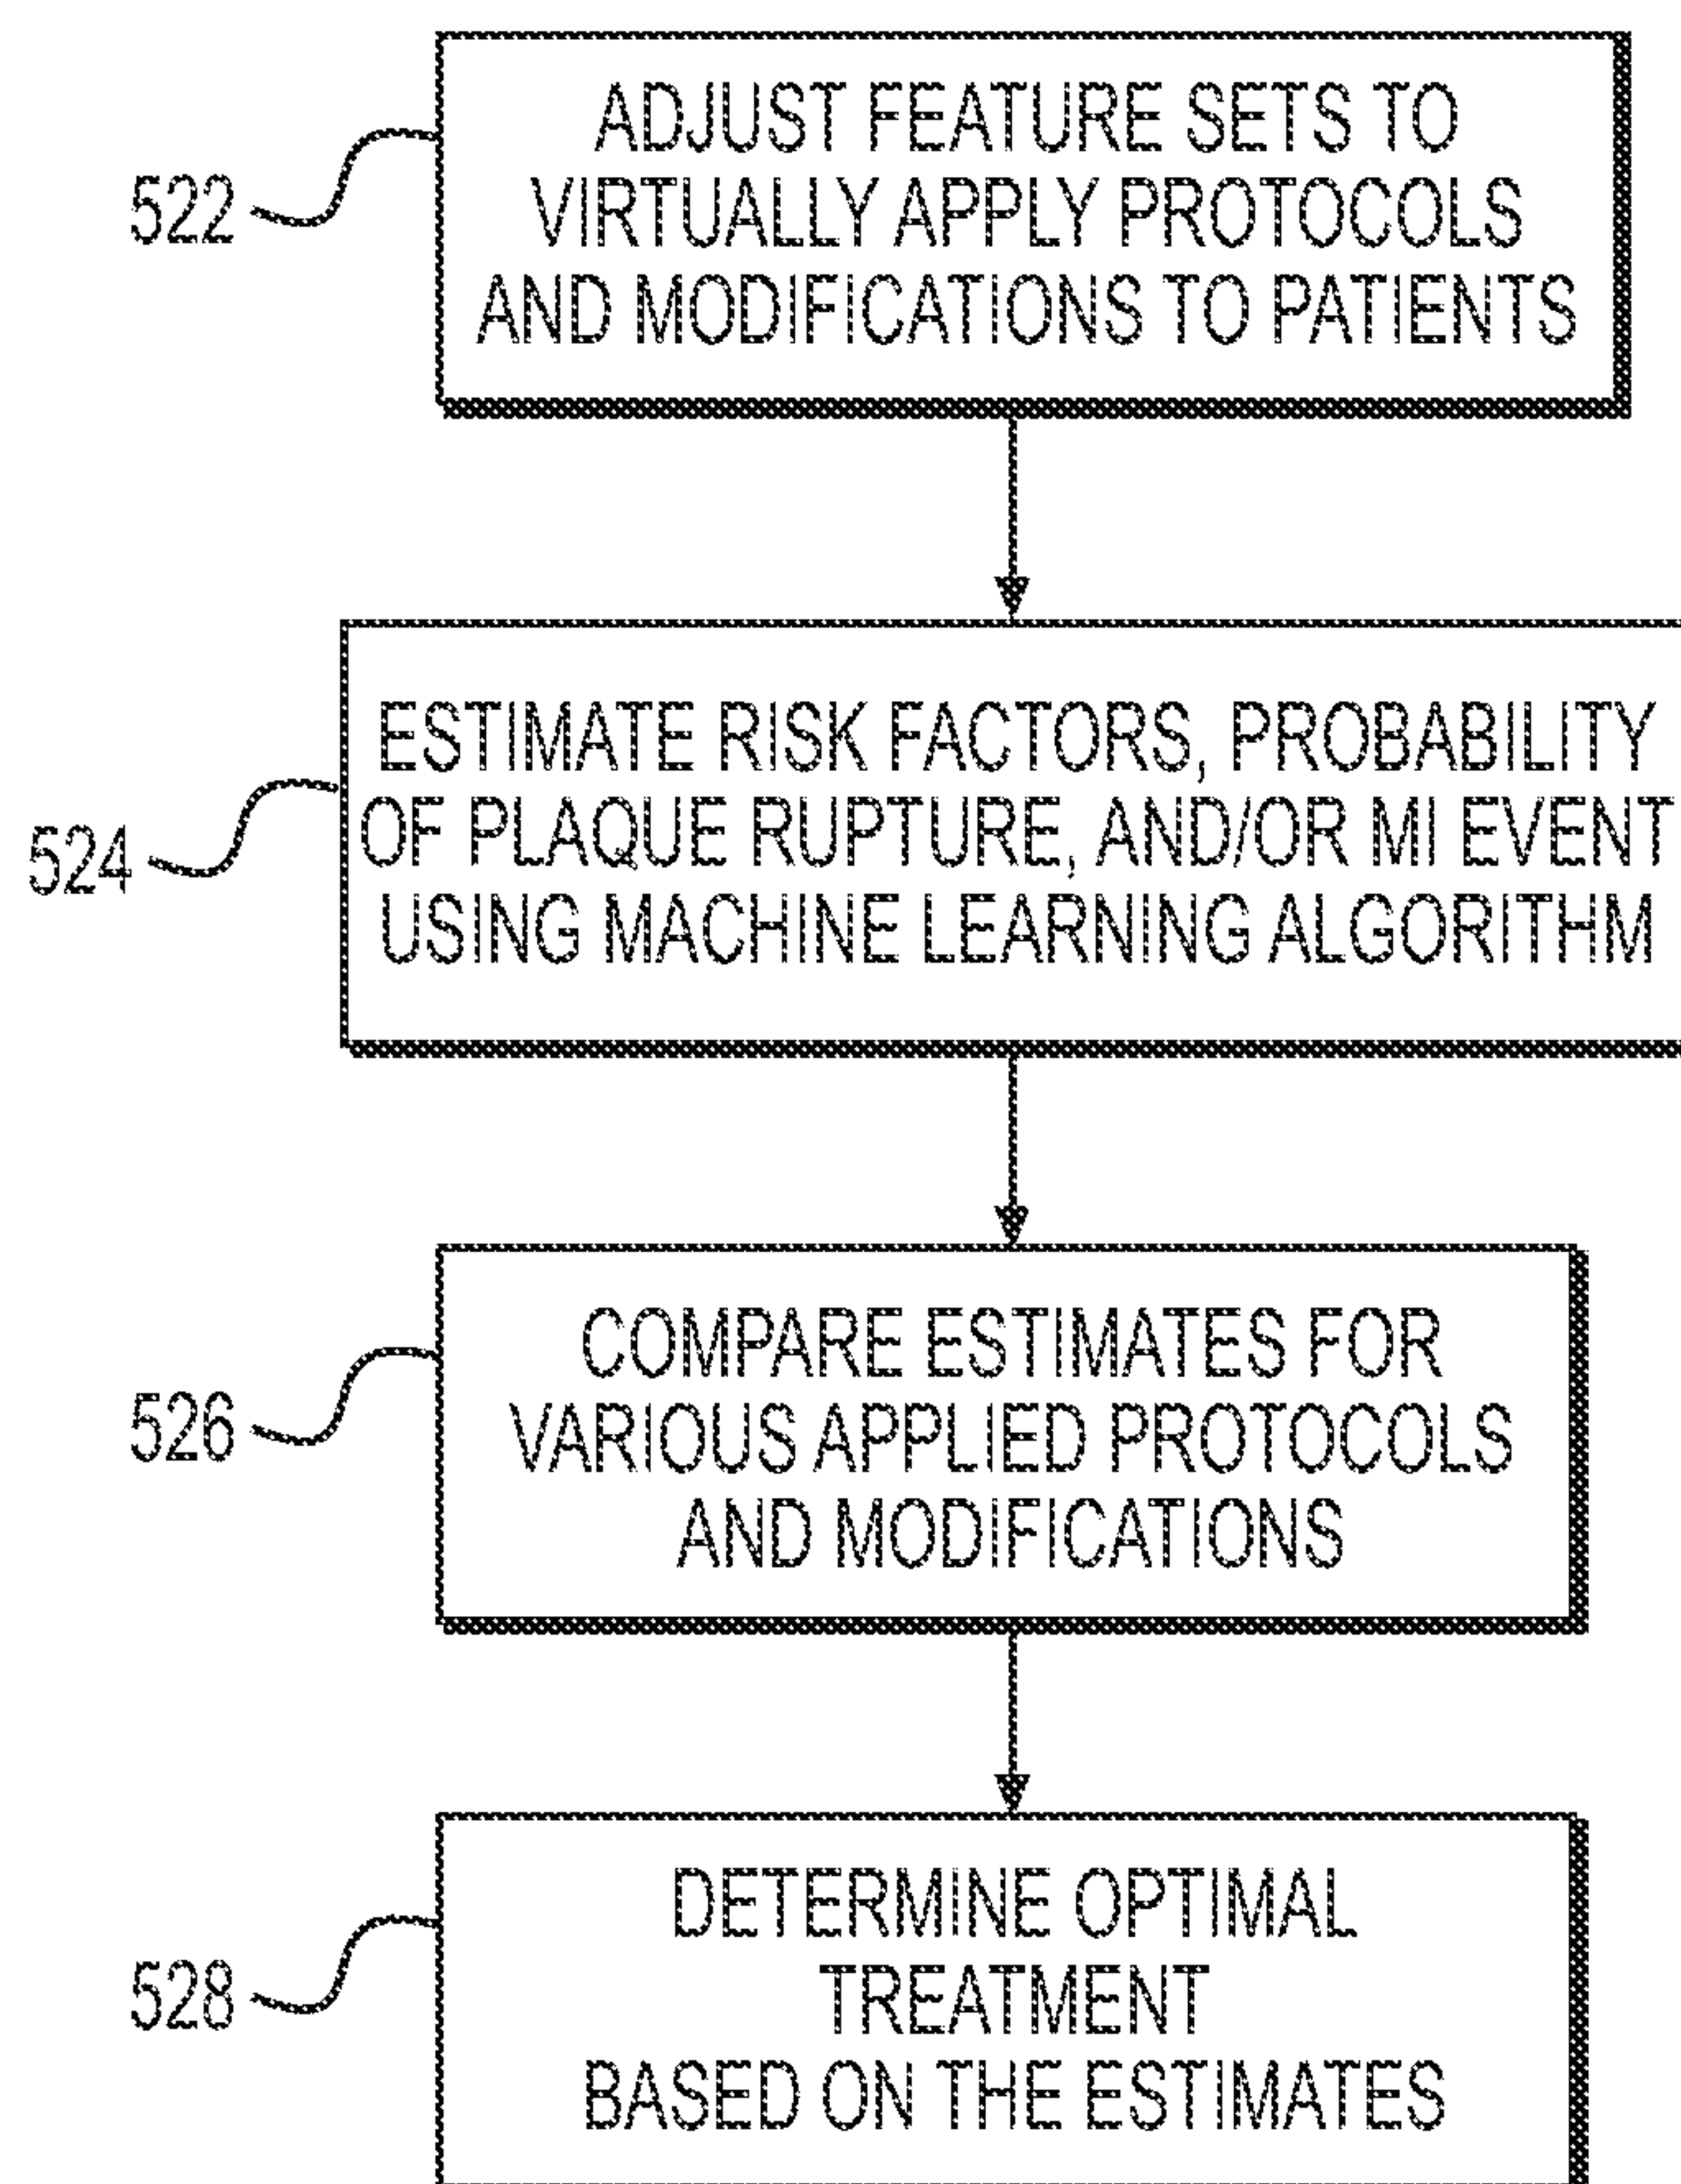 522
ADJUST FEATURE SETS TO
VIRTUALLY APPLY PROTOCOLS
AND MODIFICATIONS TO PATIENTS
524
ESTIMATE RISK FACTORS, PROBABILITY
OF PLAQUE RUPTURE, AND/OR MI EVENT
USING MACHINE LEARNING ALGORITHM
526
COMPARE ESTIMATES FOR
VARIOUS APPLIED PROTOCOLS
AND MODIFICATIONS
528
DETERMINE OPTIMAL
TREATMENT
BASED ON THE ESTIMATES